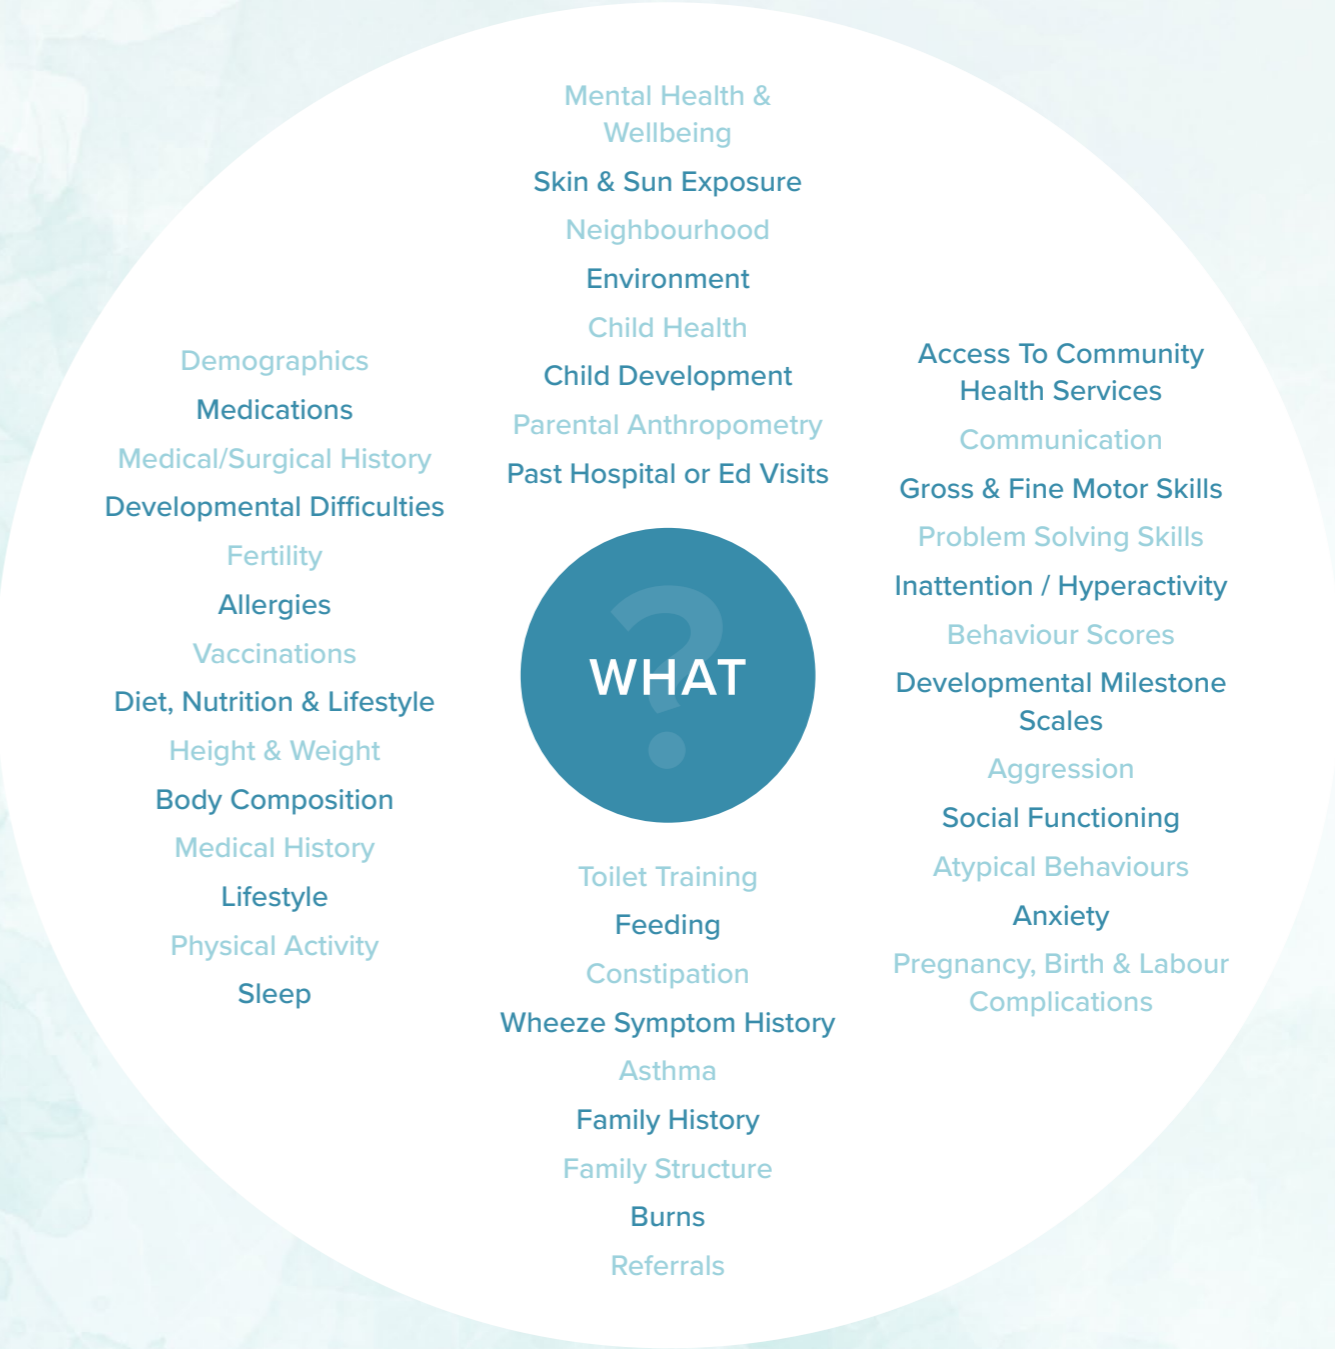 Mental Health &
Wellbeing
Skin & Sun Exposure
Neighbourhood
Environment
Child Health
Child Development
Parental Anthropometry
Past Hospital or Ed Visits
Demographics
Medications
Medical/Surgical History
Developmental Difficulties
Fertility
Allergies
Vaccinations
Diet, Nutrition & Lifestyle
Height & Weight
Body Composition
Medical History
Lifestyle
Physical Activity
Sleep
?
WHAT
Access To Community
Health Services
Communication
Gross & Fine Motor Skills
Problem Solving Skills
Inattention / Hyperactivity
Behaviour Scores
Developmental Milestone
Scales
Aggression
Social Functioning
Atypical Behaviours
Anxiety
Pregnancy, Birth & Labour
Complications
Toilet Training
Feeding
Constipation
Wheeze Symptom History
Asthma
Family History
Family Structure
Burns
Referrals